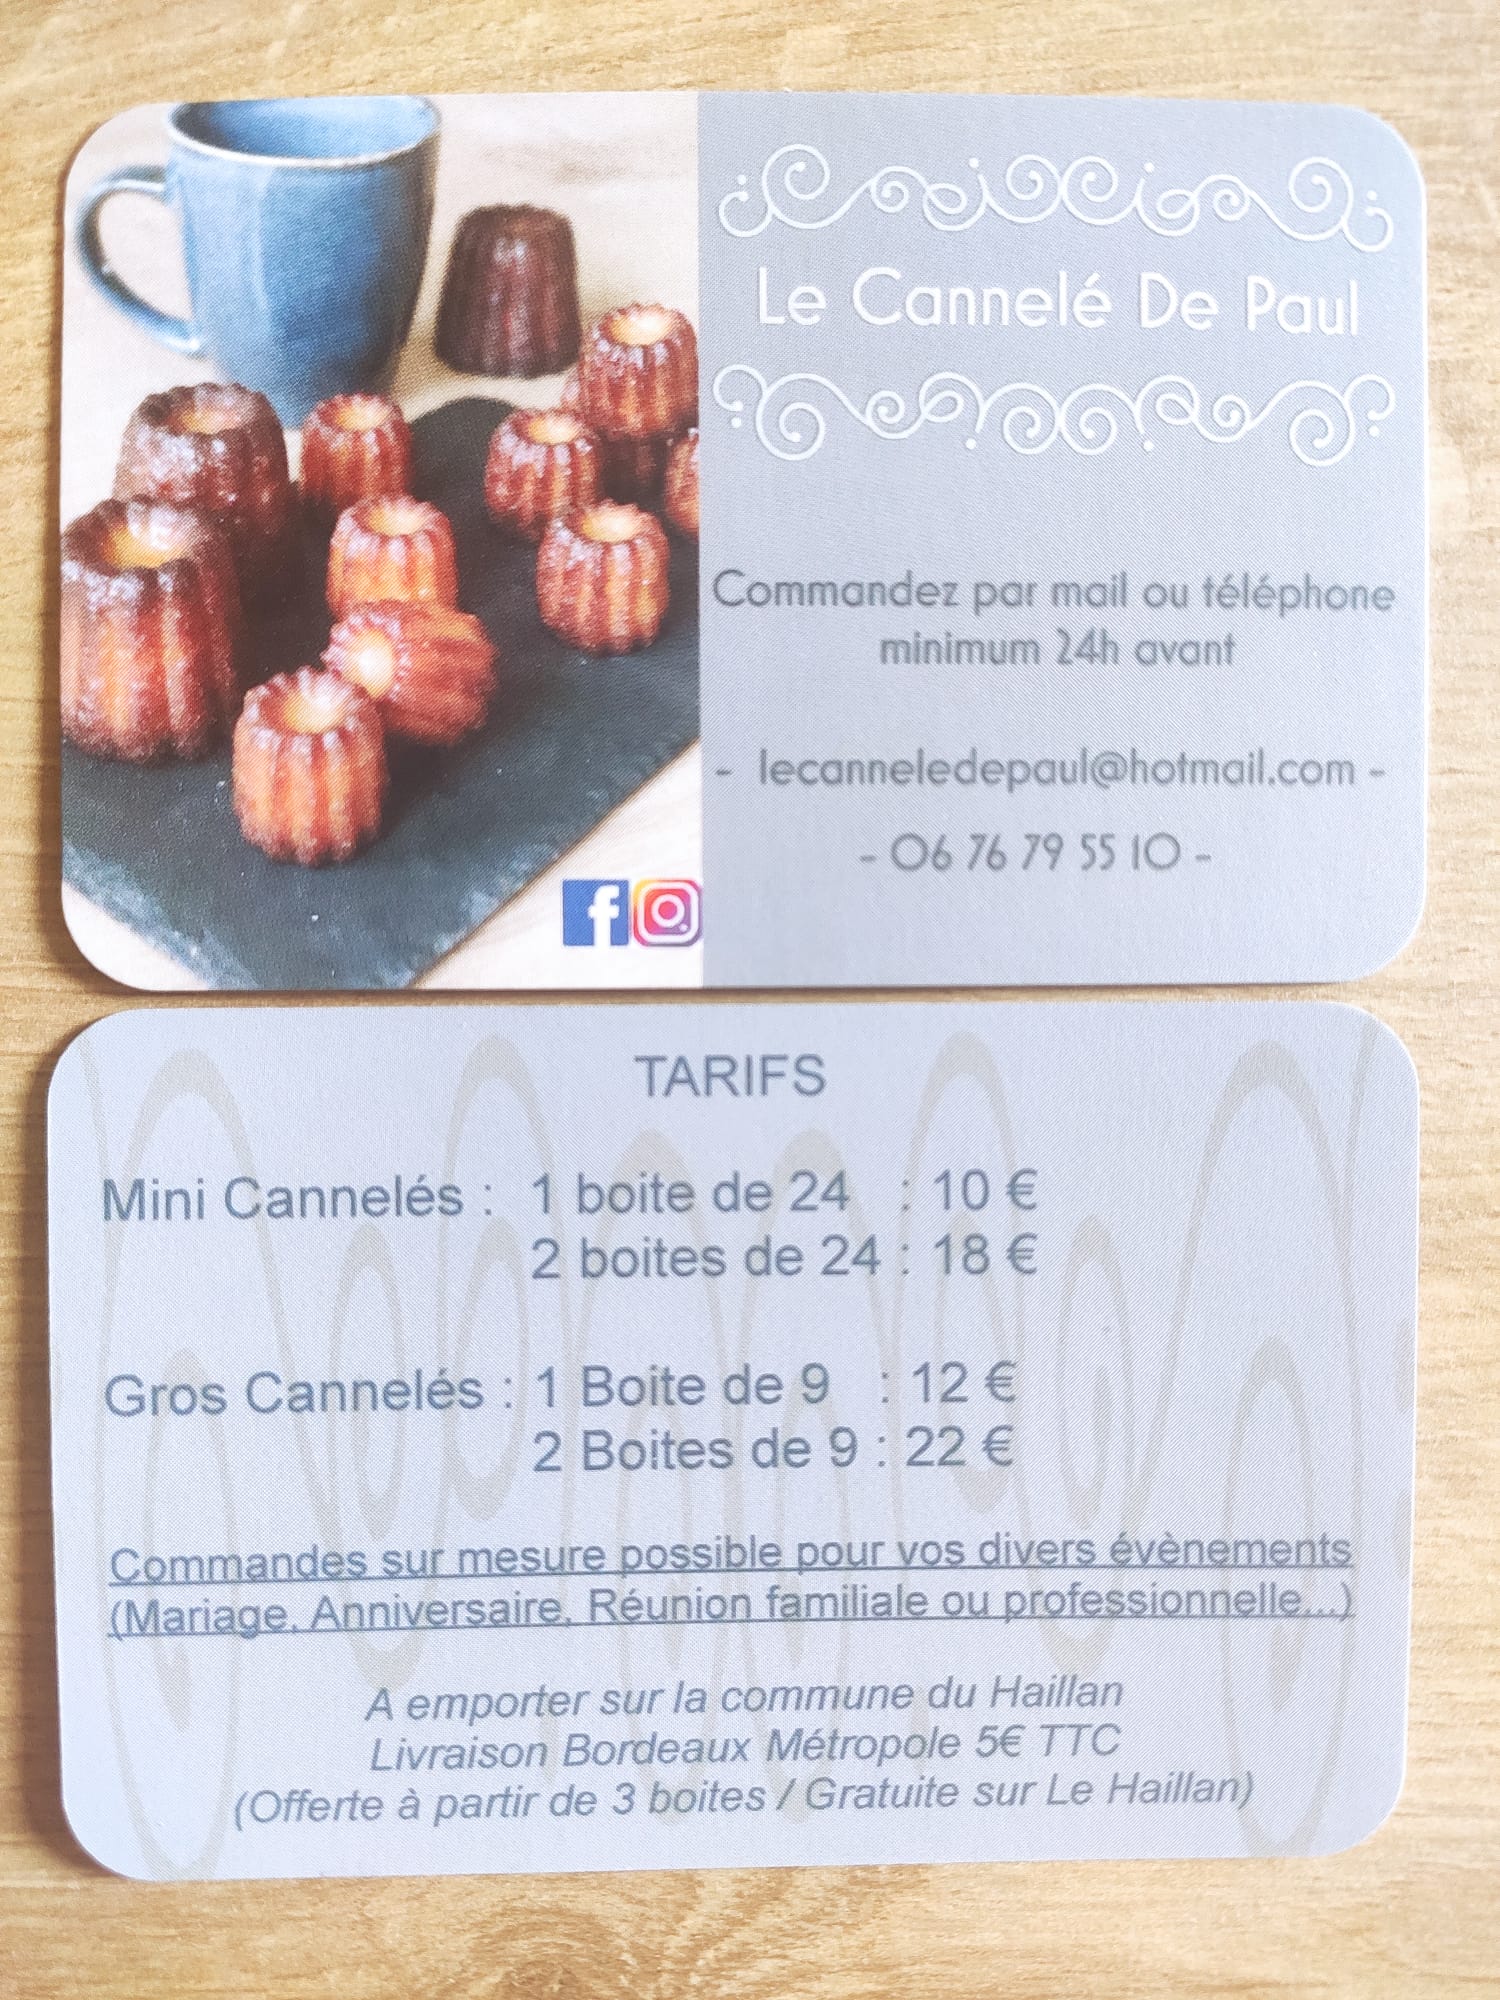 Le Cannelé De Paul
Commandez par mail ou téléphone
minimum 24h avant
- lecanneledepaul@hotmail.com -
- 06 76 79 55 10 -
TARIFS
Mini Cannelés : 1 boite de 24 : 10 €
2 boites de 24 : 18 €
Gros Cannelés : 1 Boite de 9 : 12 €
2 Boites de 9 : 22 €
Commandes sur mesure possible pour vos divers évènements
(Mariage, Anniversaire, Réunion familiale ou professionnelle...)
A emporter sur la commune du Haillan
Livraison Bordeaux Métropole 5€ TTC
(Offerte à partir de 3 boites / Gratuite sur Le Haillan)